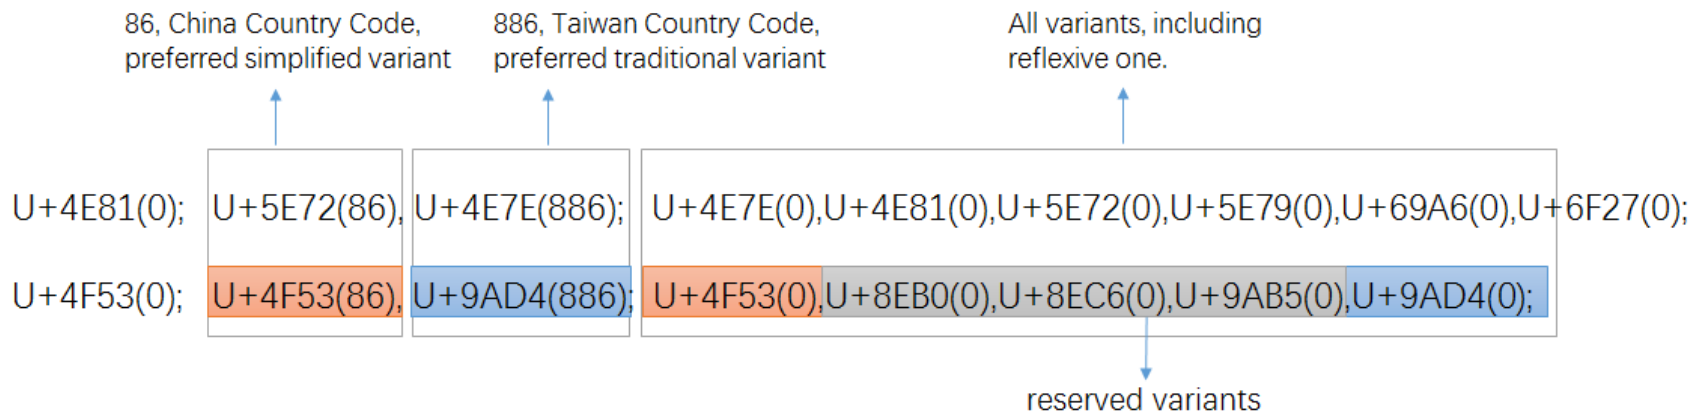 86, China Country Code,
preferred simplified variant
886, Taiwan Country Code,
preferred traditional variant
All variants, including
reflexive one.
U+4E81(0); U+5E72(86), U+4E7E(886); U+4E7E(0),U+4E81(0),U+5E72(0),U+5E79(0),U+69A6(0),U+6F27(0);
U+4F53(0); U+4F53(86), U+9AD4(886); U+4F53(0),U+8EB0(0),U+8EC6(0),U+9AB5(0),U+9AD4(0);
reserved variants